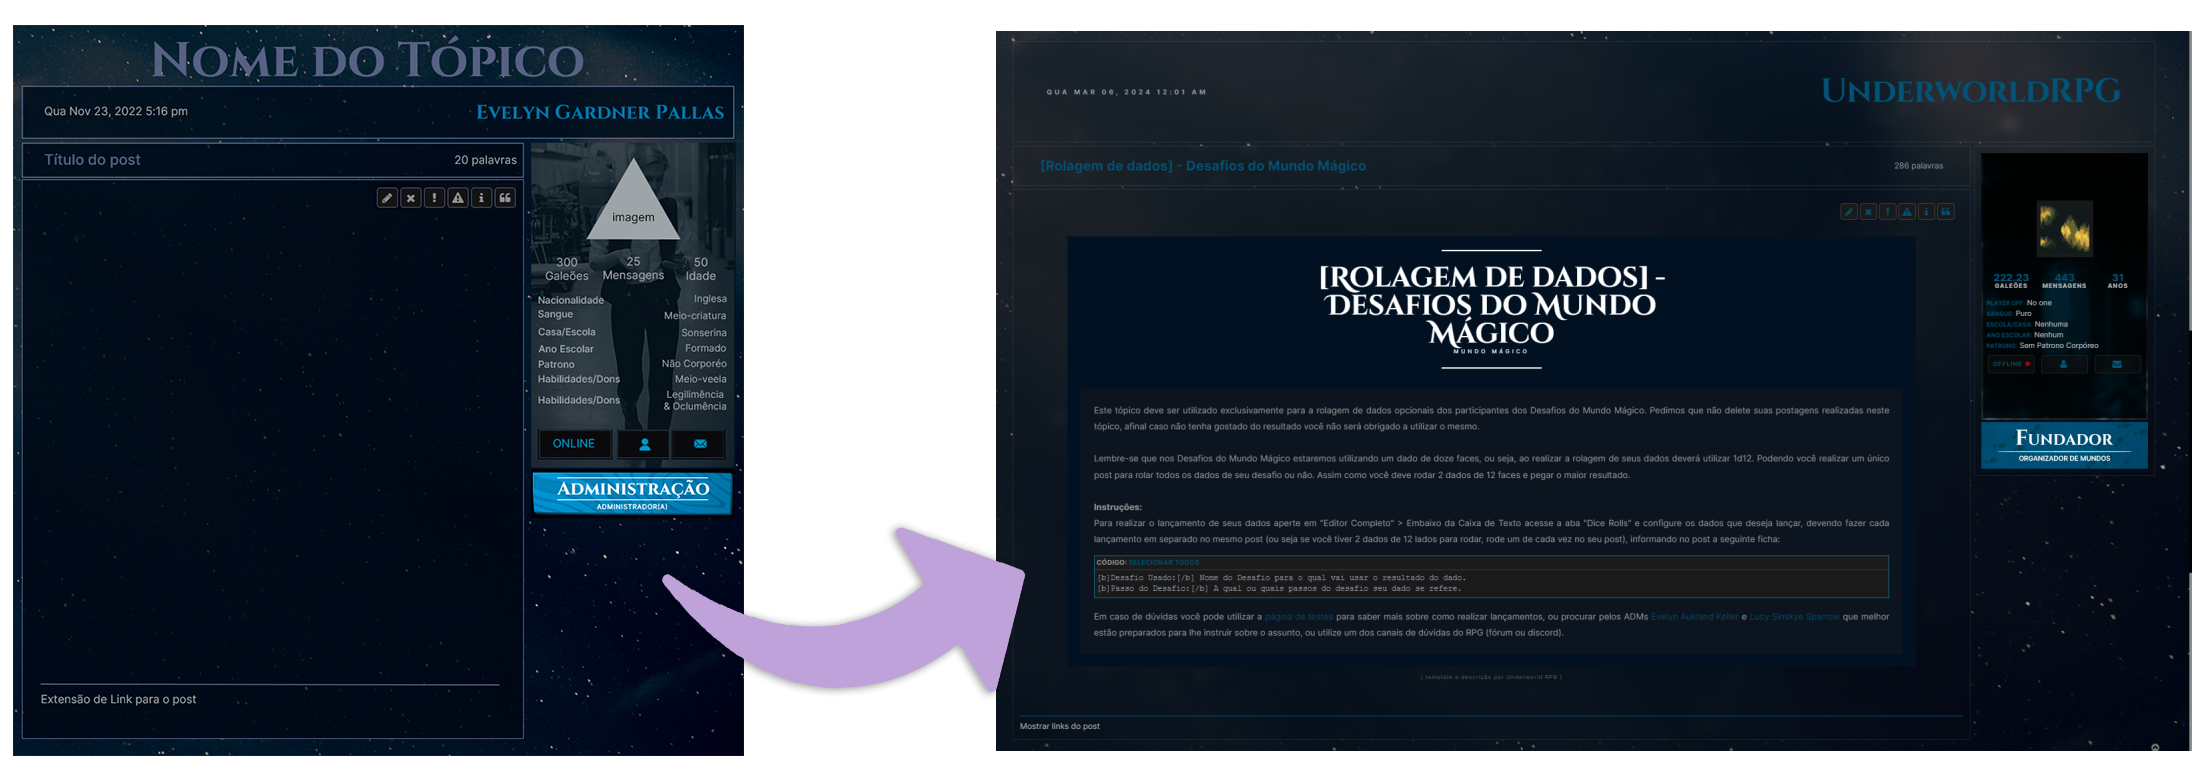 Nome do Tópico
Qua Nov 23, 2022 5:16 pm
Evelyn Gardner Pallas
Título do post
20 palavras
imagem
300
Galeões
25
Mensagens
50
Idade
Nacionalidade
Inglesa
Sangue
Meio-criatura
Casa/Escola
Sonserina
Ano Escolar
Formado
Patrono
Não Corporéo
Habilidades/Dons
Meio-veela
Habilidades/Dons
Legilimência
& Oclumência
ONLINE
Administração
ADMINISTRADOR(A)
Extensão de Link para o post
QUA MAR 06, 2024 12:01 AM
UnderworldRPG
[Rolagem de dados] - Desafios do Mundo Mágico
286 palavras
[Rolagem de dados] -
Desafios do Mundo
Mágico
MUNDO MÁGICO
Este tópico deve ser utilizado exclusivamente para a rolagem de dados opcionais dos participantes dos Desafios do Mundo Mágico. Pedimos que não delete suas postagens realizadas neste
tópico, afinal caso não tenha gostado do resultado você não será obrigado a utilizar o mesmo.
Lembre-se que nos Desafios do Mundo Mágico estaremos utilizando um dado de doze faces, ou seja, ao realizar a rolagem de seus dados deverá utilizar 1d12. Podendo você realizar um único
post para rolar todos os dados de seu desafio ou não. Assim como você deve rodar 2 dados de 12 faces e pegar o maior resultado.
Instruções:
Para realizar o lançamento de seus dados aperte em "Editor Completo" > Embaixo da Caixa de Texto acesse a aba "Dice Rolls" e configure os dados que deseja lançar, devendo fazer cada
lançamento em separado no mesmo post (ou seja se você tiver 2 dados de 12 lados para rodar, rode um de cada vez no seu post), informando no post a seguinte ficha:
CÓDIGO: SELECIONAR TODOS
[b]Desafio Usado:[/b] Nome do Desafio para o qual vai usar o resultado do dado.
[b]Passo do Desafio:[/b] A qual ou quais passos do desafio seu dado se refere.
Em caso de dúvidas você pode utilizar a página de testes para saber mais sobre como realizar lançamentos, ou procurar pelos ADMs Evelyn Aukland Keller e Lucy Sinskye Sparrow que melhor
estão preparados para lhe instruir sobre o assunto, ou utilize um dos canais de dúvidas do RPG (fórum ou discord).
[ template e descrição por Underworld RPG ]
Mostrar links do post
222,23
GALEÕES
443
MENSAGENS
31
ANOS
PLAYER OFF: No one
SANGUE: Puro
ESCOLA/CASA: Nenhuma
ANO ESCOLAR: Nenhum
PATRONO: Sem Patrono Corpóreo
OFFLINE
Fundador
ORGANIZADOR DE MUNDOS